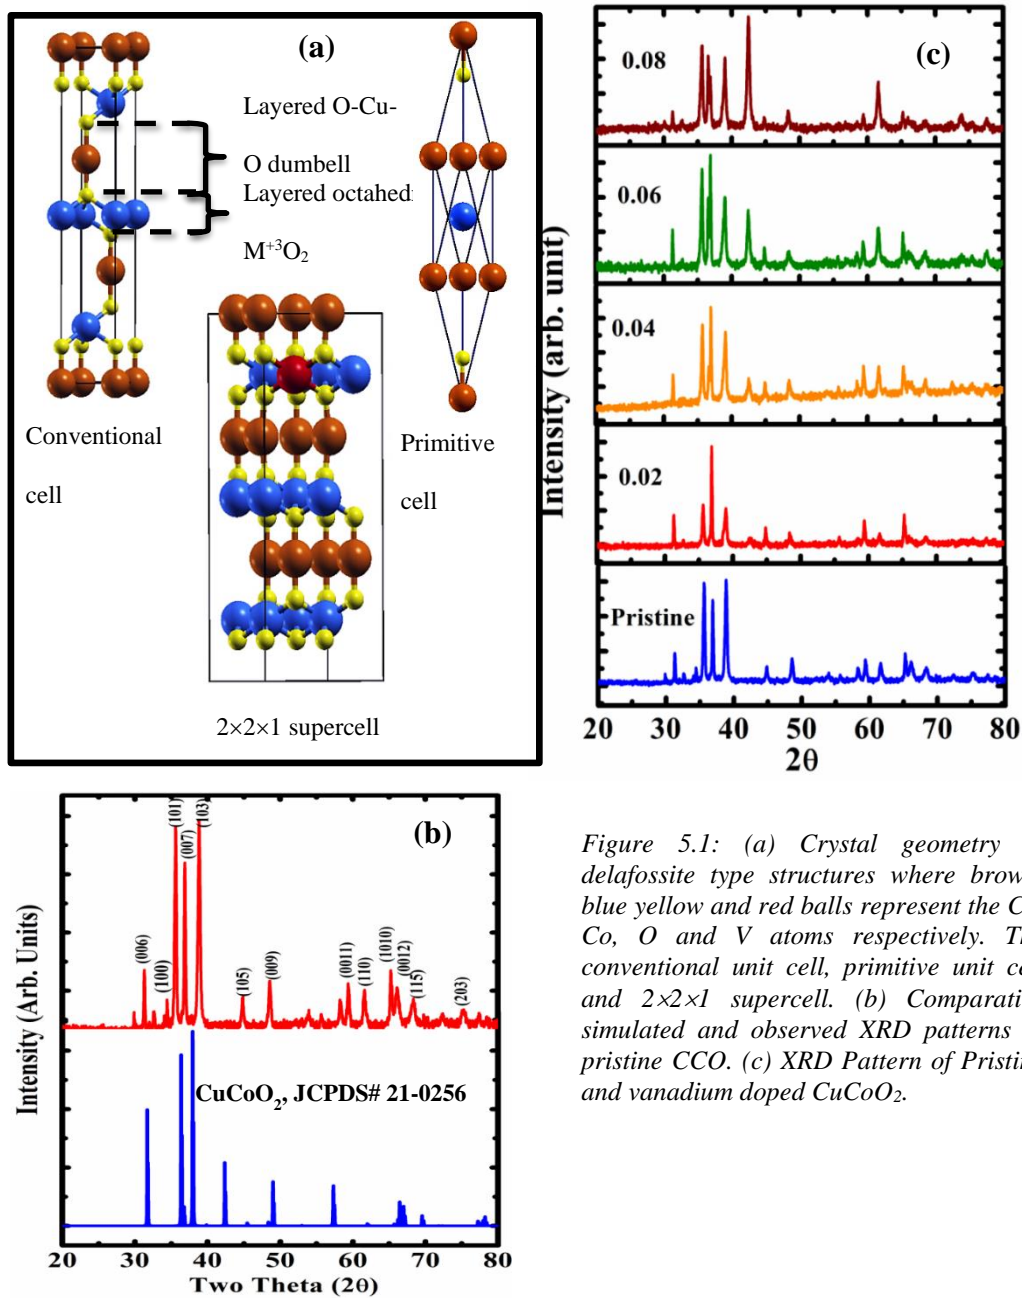 (a)
Layered O-Cu-
O dumbell
Layered octahed
M+3O2
Conventional
cell
Primitive
cell
2×2×1 supercell
(c)
0.08
0.06
0.04
0.02
Pristine
Intensity (arb. unit)
20 30 40 50 60 70 80
2θ
(b)
(006)
(100)
(101)
(007)
(103)
(105)
(009)
(0011)
(110)
(1010)
(0012)
(115)
(203)
CuCoO2, JCPDS# 21-0256
Intensity (Arb. Units)
20 30 40 50 60 70 80
Two Theta (2θ)
Figure 5.1: (a) Crystal geometry
delafossite type structures where brow
blue yellow and red balls represent the C
Co, O and V atoms respectively. Th
conventional unit cell, primitive unit ce
and 2×2×1 supercell. (b) Comparati
simulated and observed XRD patterns
pristine CCO. (c) XRD Pattern of Pristin
and vanadium doped CuCoO2.